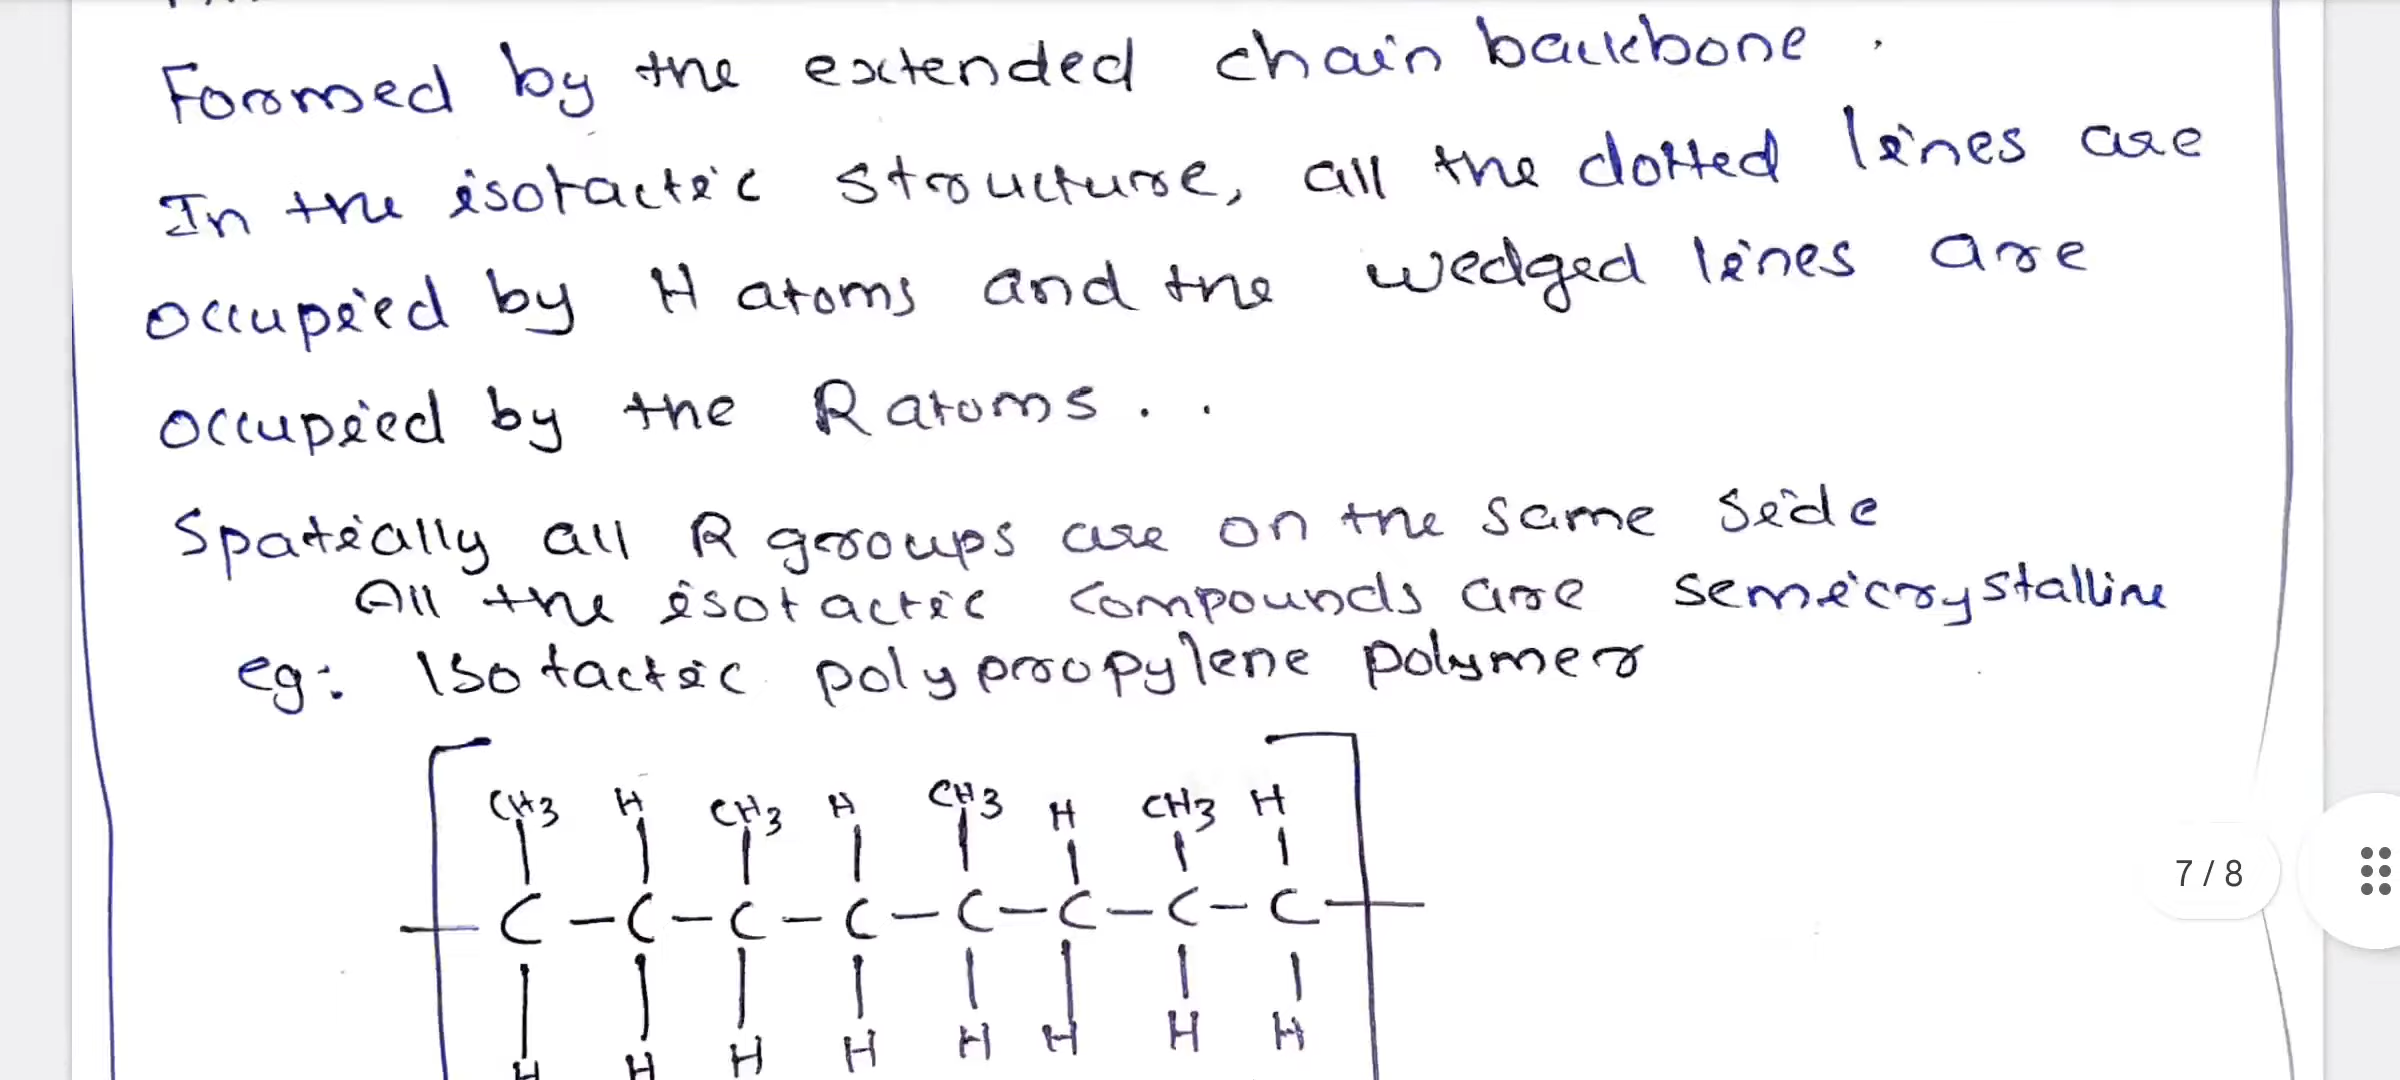 Formed by the extended chain backbone.
In the isotactic structure, all the dotted lines are
occupied by H atoms and the wedged lines are
occupied by the R atoms..
Spatially all R groups are on the same side
All the isotactic compounds are semicrystalline
eg: Isotactic polypropylene polymer
CH3 H CH3 H CH3 H CH3 H
C - C - C - C - C - C - C - C
H H H H H H H H
7 / 8